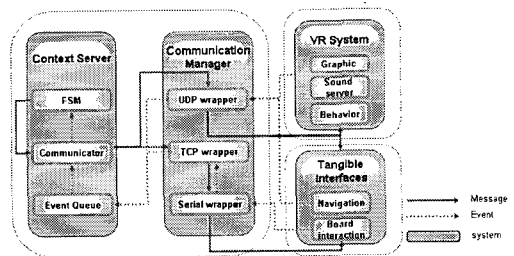 Context Server
FSM
Communicator
Event Queue
Communication
Manager
UDP wrapper
TCP wrapper
Serial wrapper
VR System
Graphic
Sound
server
Behavior
Tangible
Interfaces
Navigation
Board
interaction
Message
Event
system